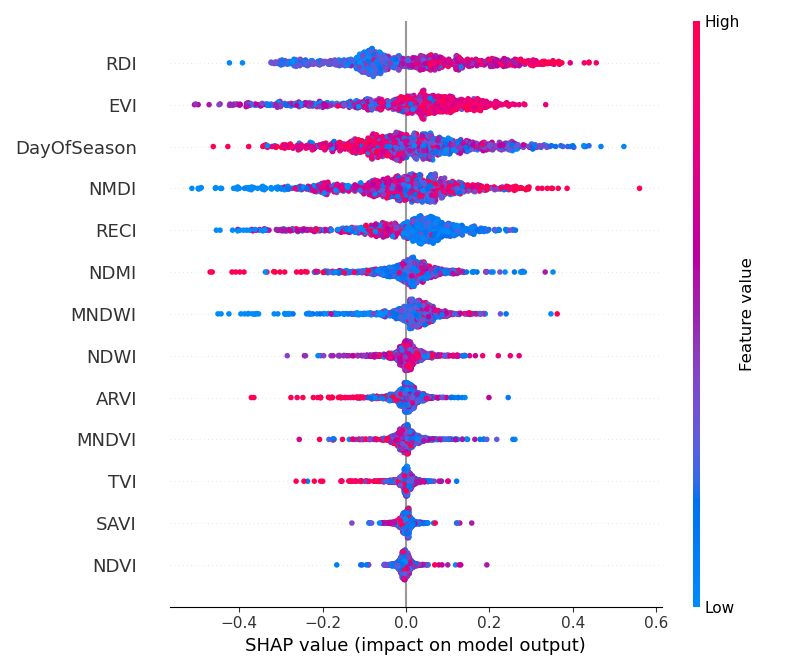 High
RDI
EVI
DayOfSeason
NMDI
RECI
NDMI
MNDWI
NDWI
ARVI
MNDVI
TVI
SAVI
NDVI
Feature value
Low
−0.4 −0.2 0.0 0.2 0.4 0.6
SHAP value (impact on model output)